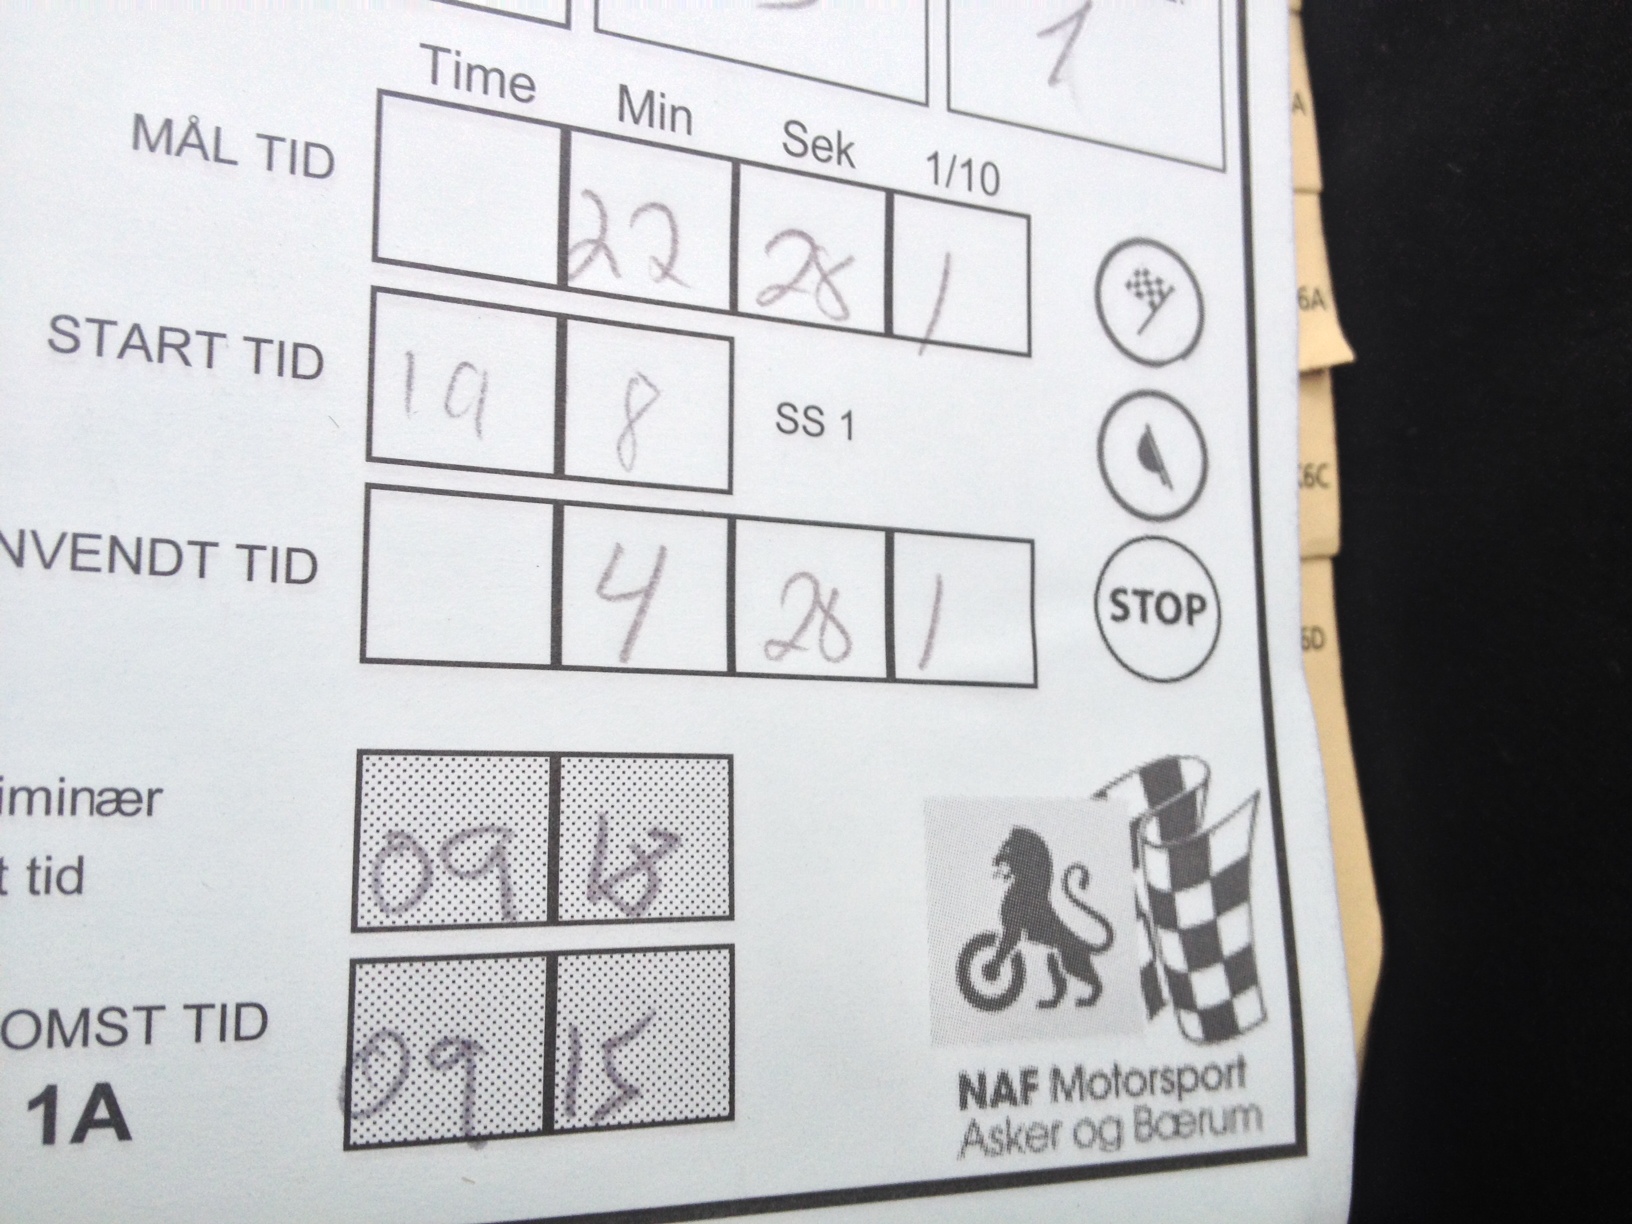 1
Time Min Sek 1/10
MÅL TID 22 28 1
START TID 19 8 SS 1
NVENDT TID 4 28 1
STOP
iminær
t tid 09 18
OMST TID 09 15
1A
NAF Motorsport
Asker og Bærum
A
6A
6C
6D